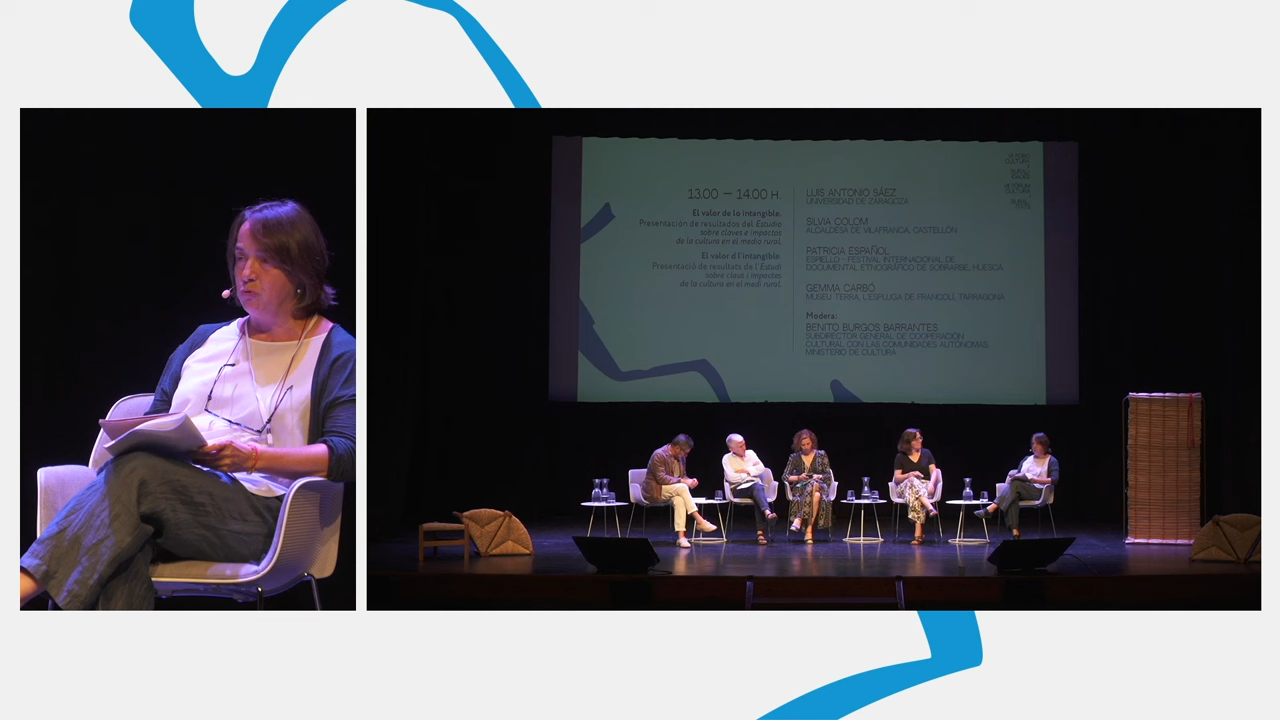 13.00 — 14.00 H.
El valor de lo intangible.
Presentación de resultados del Estudio
sobre claves e impactos
de la cultura en el medio rural.
El valor d l'intangible.
Presentació de resultats de l'Estudi
sobre claus i impactes
de la cultura en el medi rural.
LUIS ANTONIO SÁEZ
UNIVERSIDAD DE ZARAGOZA
SILVIA COLOM
ALCALDESA DE VILAFRANCA, CASTELLÓN
PATRICIA ESPAÑOL
ESPIELLO – FESTIVAL INTERNACIONAL DE
DOCUMENTAL ETNOGRÁFICO DE SOBRARBE, HUESCA
GEMMA CARBÓ
MUSEU TERRA, L'ESPLUGA DE FRANCOLÍ, TARRAGONA
Modera:
BENITO BURGOS BARRANTES
SUBDIRECTOR GENERAL DE COOPERACIÓN
CULTURAL CON LAS COMUNIDADES AUTÓNOMAS
MINISTERIO DE CULTURA